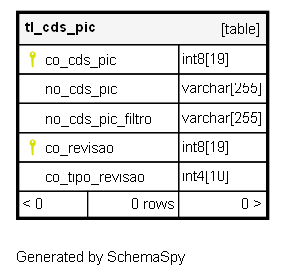 tl_cds_pic [table]
co_cds_pic int8[19]
no_cds_pic varchar[255]
no_cds_pic_filtro varchar[255]
co_revisao int8[19]
co_tipo_revisao int4[10]
< 0 0 rows 0 >
Generated by SchemaSpy